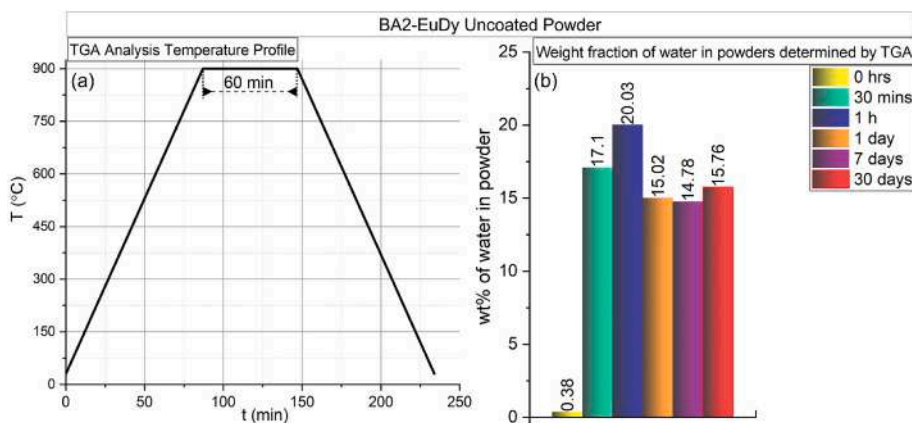 BA2-EuDy Uncoated Powder
TGA Analysis Temperature Profile
(a)
60 min
900
750
600
450
300
150
0
T (°C)
0 50 100 150 200 250
t (min)
Weight fraction of water in powders determined by TGA
(b)
0 hrs
30 mins
1 h
1 day
7 days
30 days
25
20
15
10
5
0
wt% of water in powder
0.38
17.1
20.03
15.02
14.78
15.76